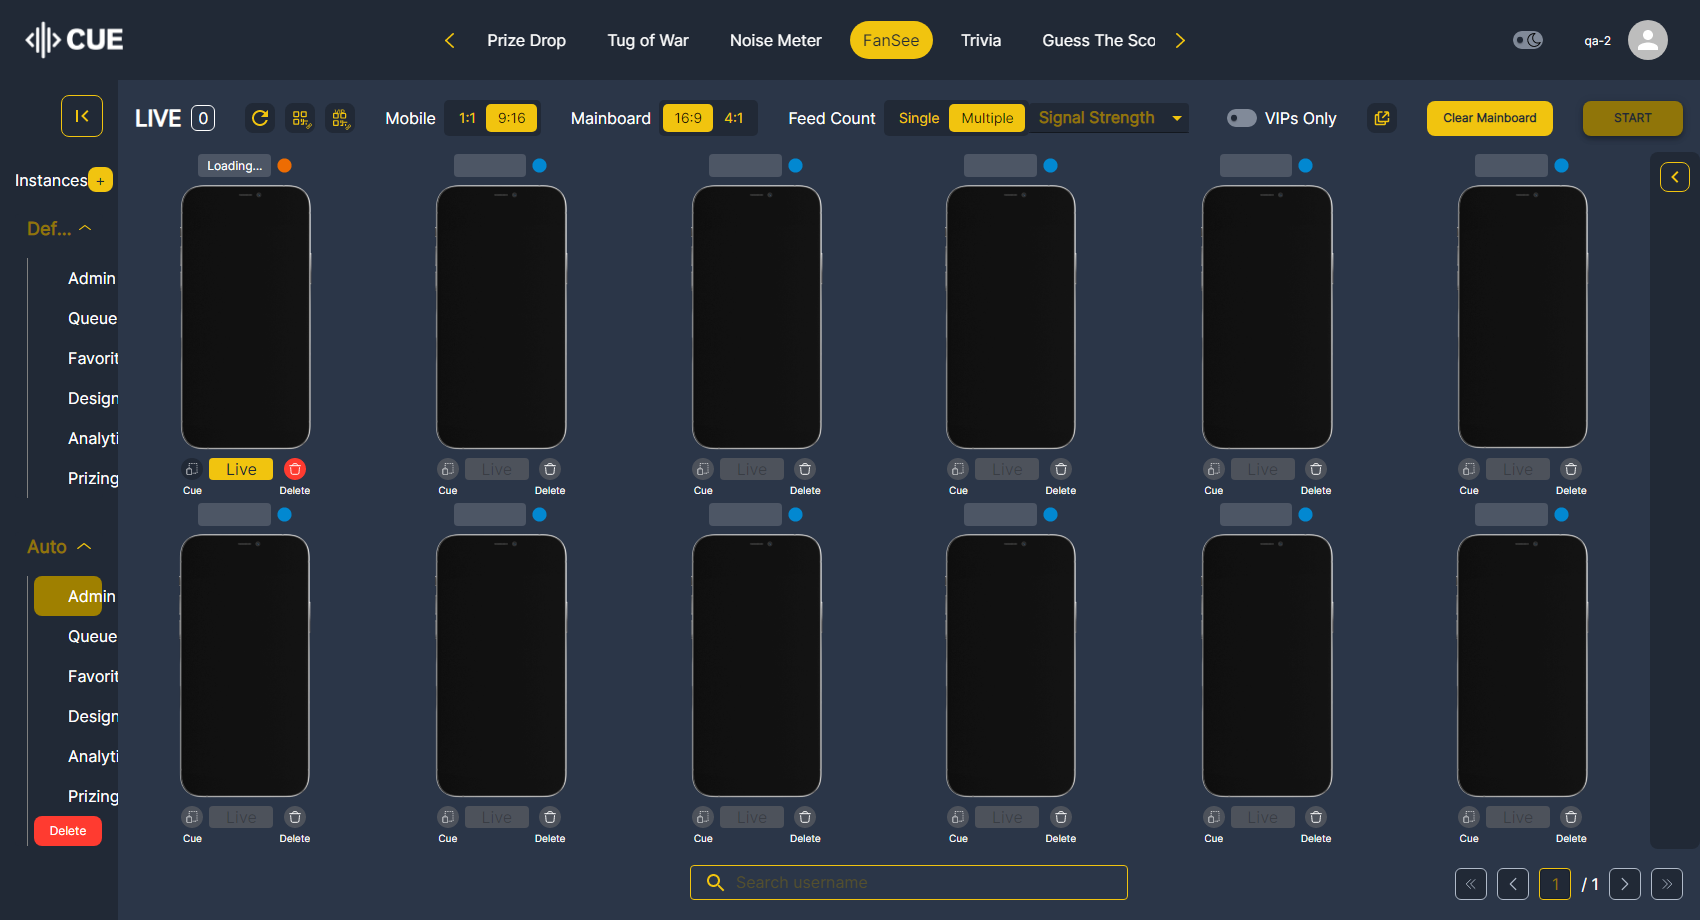 CUE
Prize Drop
Tug of War
Noise Meter
FanSee
Trivia
Guess The Sco
qa-2
LIVE 0
Mobile 1:1 9:16
Mainboard 16:9 4:1
Feed Count Single Multiple Signal Strength
VIPs Only
Clear Mainboard
START
Instances +
Def...
Admin
Queue
Favorit
Design
Analyti
Prizing
Auto
Admin
Queue
Favorit
Design
Analyti
Prizing
Delete
Loading...
Live Live Live Live Live Live
Cue Delete Cue Delete Cue Delete Cue Delete Cue Delete Cue Delete
Live Live Live Live Live Live
Cue Delete Cue Delete Cue Delete Cue Delete Cue Delete Cue Delete
Search username
1 / 1